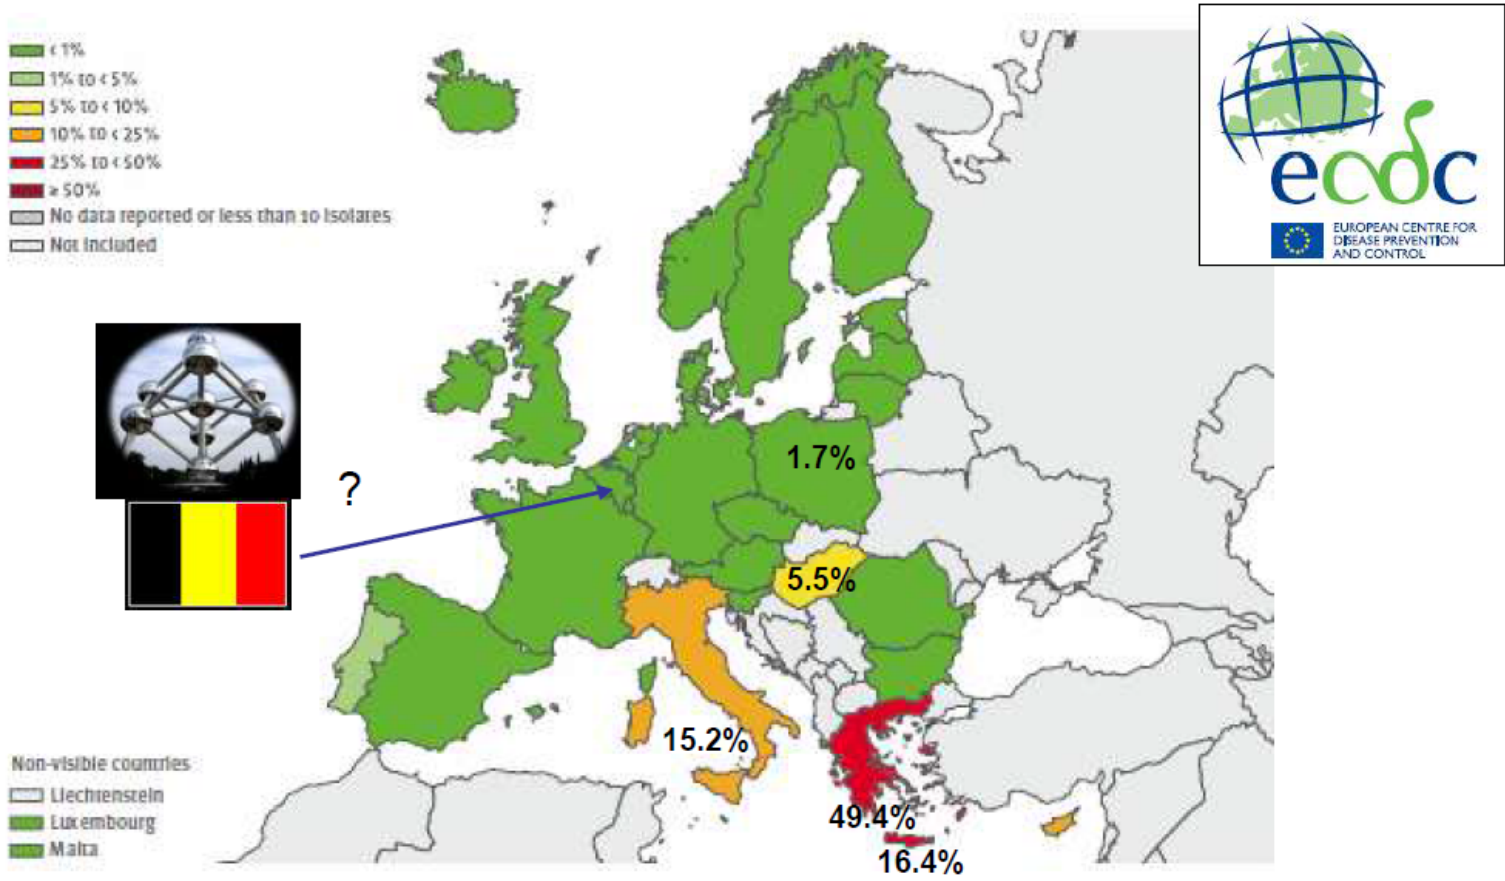 < 1%
1% to < 5%
5% to < 10%
10% to < 25%
25% to < 50%
≥ 50%
No data reported or less than 10 isolates
Not included
ecdc
EUROPEAN CENTRE FOR
DISEASE PREVENTION
AND CONTROL
?
1.7%
5.5%
15.2%
49.4%
16.4%
Non-visible countries
Liechtenstein
Luxembourg
Malta